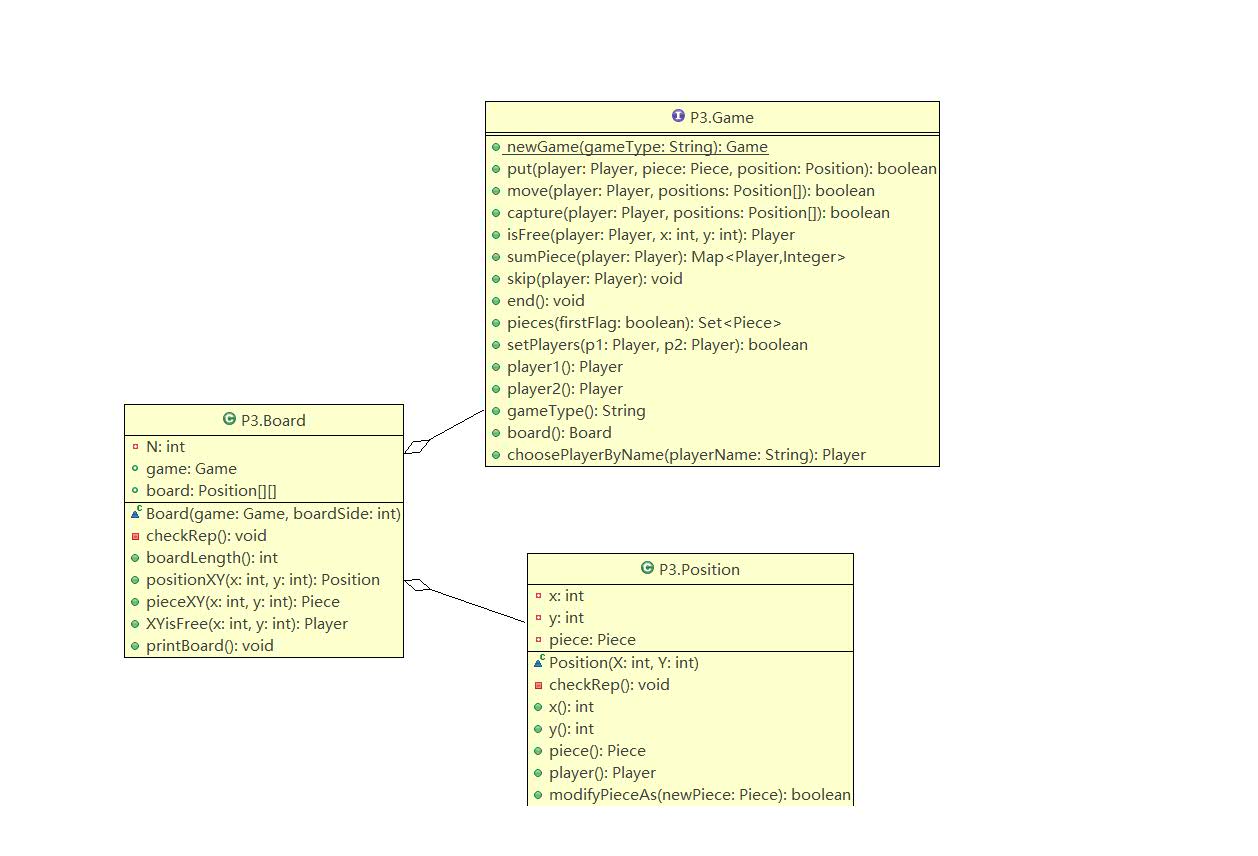 P3.Game
newGame(gameType: String): Game
put(player: Player, piece: Piece, position: Position): boolean
move(player: Player, positions: Position[]): boolean
capture(player: Player, positions: Position[]): boolean
isFree(player: Player, x: int, y: int): Player
sumPiece(player: Player): Map<Player,Integer>
skip(player: Player): void
end(): void
pieces(firstFlag: boolean): Set<Piece>
setPlayers(p1: Player, p2: Player): boolean
player1(): Player
player2(): Player
gameType(): String
board(): Board
choosePlayerByName(playerName: String): Player
P3.Board
N: int
game: Game
board: Position[][]
Board(game: Game, boardSide: int)
checkRep(): void
boardLength(): int
positionXY(x: int, y: int): Position
pieceXY(x: int, y: int): Piece
XYisFree(x: int, y: int): Player
printBoard(): void
P3.Position
x: int
y: int
piece: Piece
Position(X: int, Y: int)
checkRep(): void
x(): int
y(): int
piece(): Piece
player(): Player
modifyPieceAs(newPiece: Piece): boolean